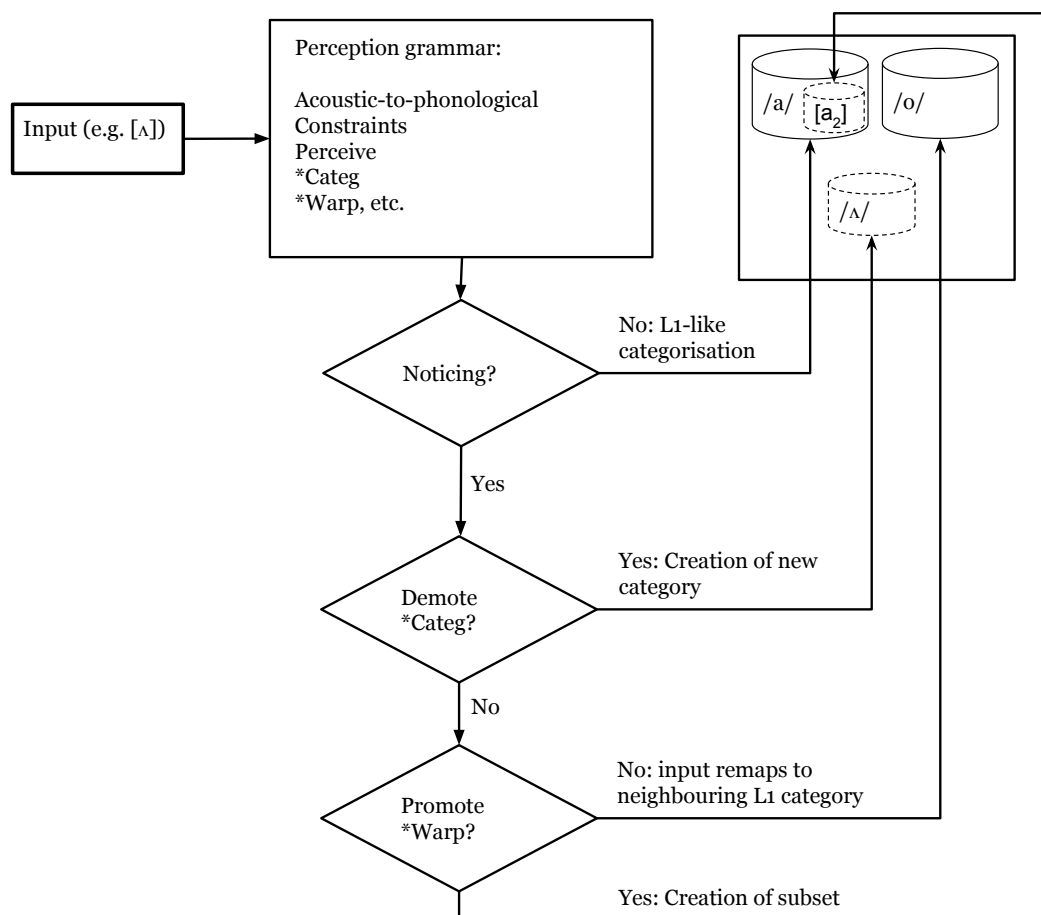 Input (e.g. [ʌ])
Perception grammar:
Acoustic-to-phonological
Constraints
Perceive
*Categ
*Warp, etc.
/a/
[a₂]
/o/
/ʌ/
Noticing?
No: L1-like
categorisation
Yes
Demote
*Categ?
Yes: Creation of new
category
No
Promote
*Warp?
No: input remaps to
neighbouring L1 category
Yes: Creation of subset